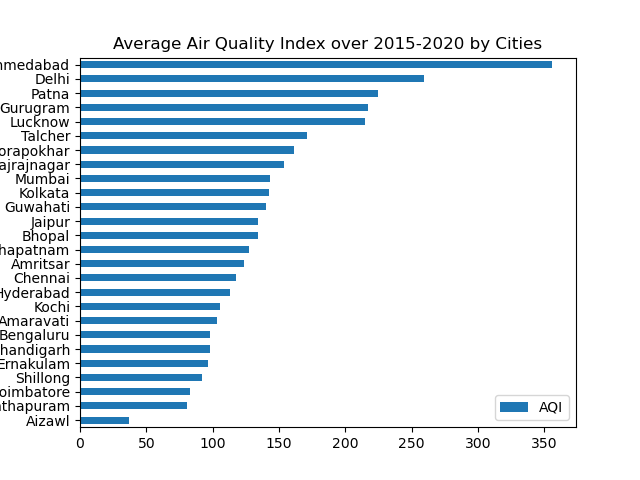 Average Air Quality Index over 2015-2020 by Cities
hmedabad
Delhi
Patna
Gurugram
Lucknow
Talcher
orapokhar
ajrajnagar
Mumbai
Kolkata
Guwahati
Jaipur
Bhopal
hapatnam
Amritsar
Chennai
Hyderabad
Kochi
Amaravati
Bengaluru
handigarh
Ernakulam
Shillong
oimbatore
thapuram
Aizawl
AQI
0 50 100 150 200 250 300 350